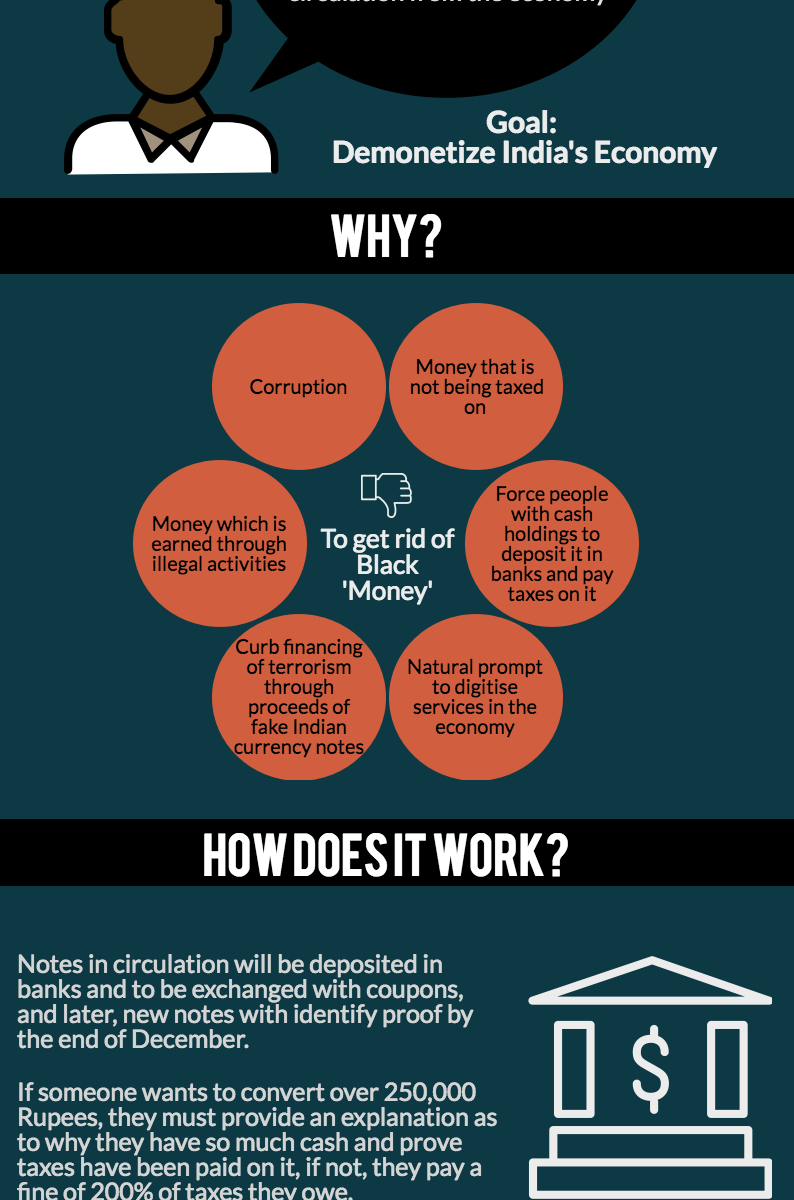 circulation from the economy
Goal:
Demonetize India's Economy
WHY?
Corruption
Money that is
not being taxed
on
Money which is
earned through
illegal activities
To get rid of
Black
'Money'
Force people
with cash
holdings to
deposit it in
banks and pay
taxes on it
Curb financing
of terrorism
through
proceeds of
fake Indian
currency notes
Natural prompt
to digitise
services in the
economy
HOW DOES IT WORK?
Notes in circulation will be deposited in
banks and to be exchanged with coupons,
and later, new notes with identify proof by
the end of December.
If someone wants to convert over 250,000
Rupees, they must provide an explanation as
to why they have so much cash and prove
taxes have been paid on it, if not, they pay a
fine of 200% of taxes they owe.
$